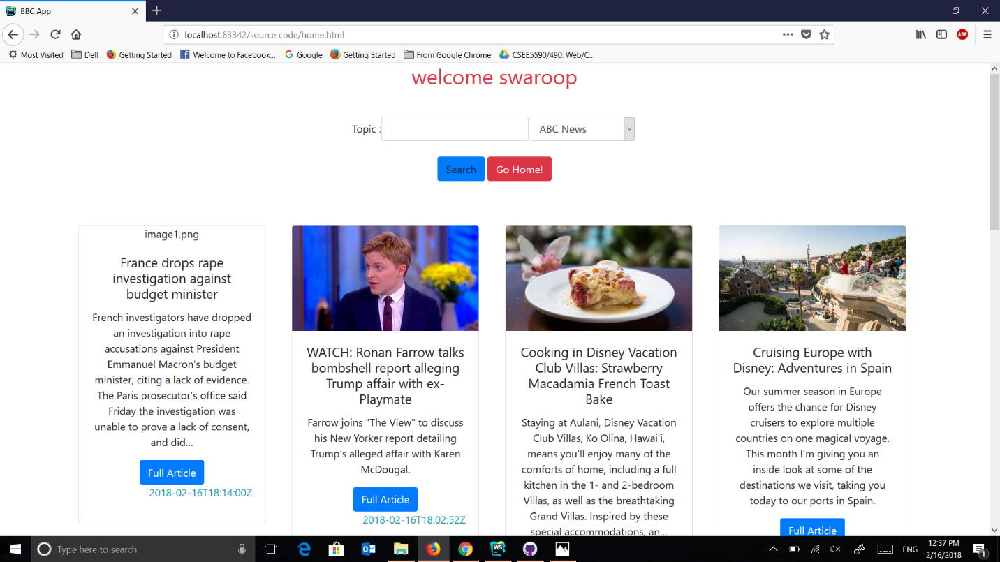 BBC App
localhost:63342/source code/home.html
ABP
Most Visited
Dell
Getting Started
Welcome to Facebook...
Google
Getting Started
From Google Chrome
CSEE5590/490: Web/C...
welcome swaroop
Topic :
ABC News
Search
Go Home!
image1.png
France drops rape
investigation against
budget minister
French investigators have dropped
an investigation into rape
accusations against President
Emmanuel Macron's budget
minister, citing a lack of evidence.
The Paris prosecutor's office said
Friday the investigation was
unable to prove a lack of consent,
and did...
Full Article
2018-02-16T18:14:00Z
WATCH: Ronan Farrow talks
bombshell report alleging
Trump affair with ex-
Playmate
Farrow joins "The View" to discuss
his New Yorker report detailing
Trump's alleged affair with Karen
McDougal.
Full Article
2018-02-16T18:02:52Z
Cooking in Disney Vacation
Club Villas: Strawberry
Macadamia French Toast
Bake
Staying at Aulani, Disney Vacation
Club Villas, Ko Olina, Hawai'i,
means you'll enjoy many of the
comforts of home, including a full
kitchen in the 1- and 2-bedroom
Villas, as well as the breathtaking
Grand Villas. Inspired by these
special accommodations, an...
Cruising Europe with
Disney: Adventures in Spain
Our summer season in Europe
offers the chance for Disney
cruisers to explore multiple
countries on one magical voyage.
This month I'm giving you an
inside look at some of the
destinations we visit, taking you
today to our ports in Spain.
Full Article
Type here to search
WS
ENG
12:37 PM
2/16/2018
1